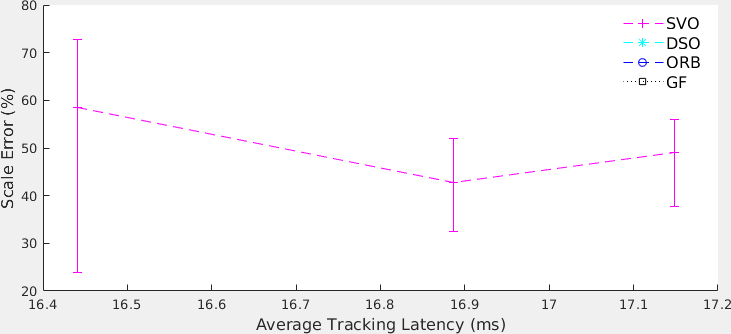 80
70
60
50
40
30
20
Scale Error (%)
16.4 16.5 16.6 16.7 16.8 16.9 17 17.1 17.2
Average Tracking Latency (ms)
SVO
DSO
ORB
GF